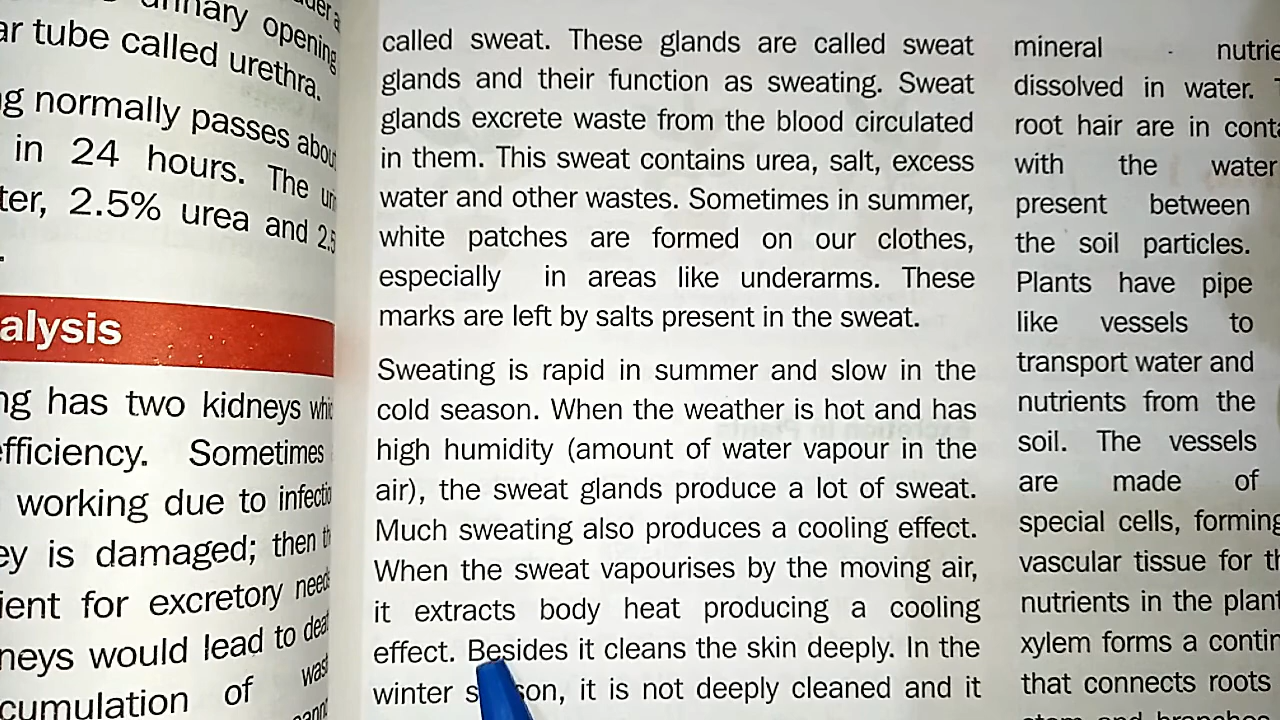 urinary opening
ar tube called urethra.
ng normally passes about
in 24 hours. The
ter, 2.5% urea and 2.5
alysis
ng has two kidneys
efficiency. Sometimes
working due to
ey is damaged; then
ient for excretory
neys would lead to
cumulation of
called sweat. These glands are called sweat
glands and their function as sweating. Sweat
glands excrete waste from the blood circulated
in them. This sweat contains urea, salt, excess
water and other wastes. Sometimes in summer,
white patches are formed on our clothes,
especially in areas like underarms. These
marks are left by salts present in the sweat.
Sweating is rapid in summer and slow in the
cold season. When the weather is hot and has
high humidity (amount of water vapour in the
air), the sweat glands produce a lot of sweat.
Much sweating also produces a cooling effect.
When the sweat vapourises by the moving air,
it extracts body heat producing a cooling
effect. Besides it cleans the skin deeply. In the
winter it is not deeply cleaned and it
mineral nutrie
dissolved in water.
root hair are in conta
with the water
present between
the soil particles.
Plants have pipe
like vessels to
transport water and
nutrients from the
soil. The vessels
are made of
special cells, forming
vascular tissue for
nutrients in the plant
xylem forms a contin
that connects roots